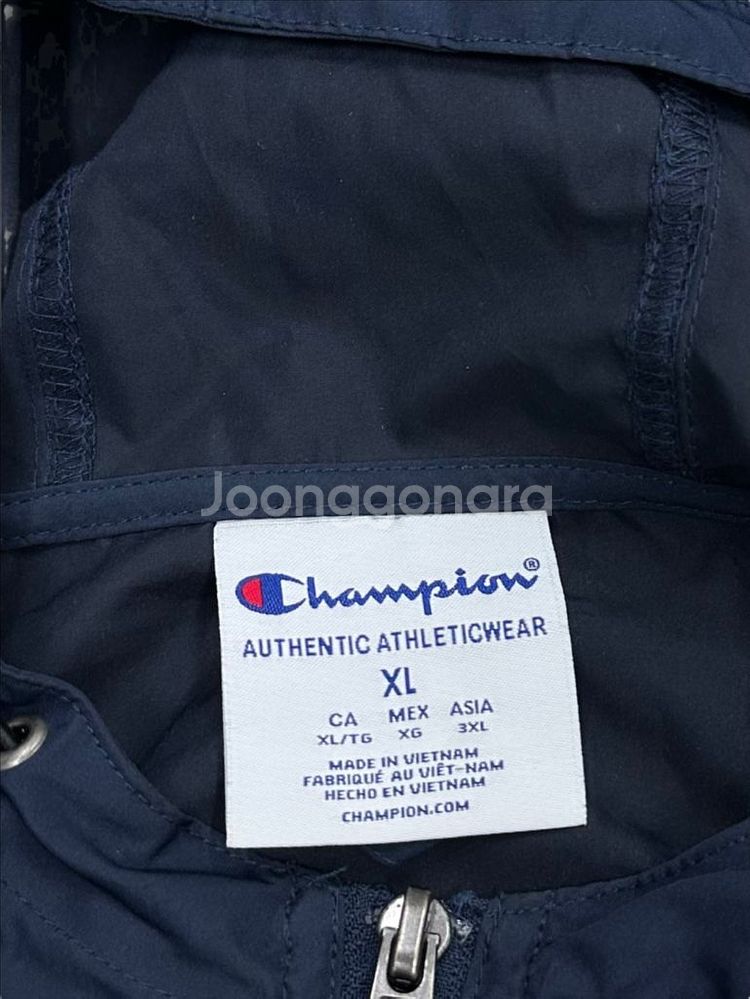 Joonggonara
Champion®
AUTHENTIC ATHLETICWEAR
XL
CA MEX ASIA
XL/TG XG 3XL
MADE IN VIETNAM
FABRIQUÉ AU VIÊT-NAM
HECHO EN VIETNAM
CHAMPION.COM